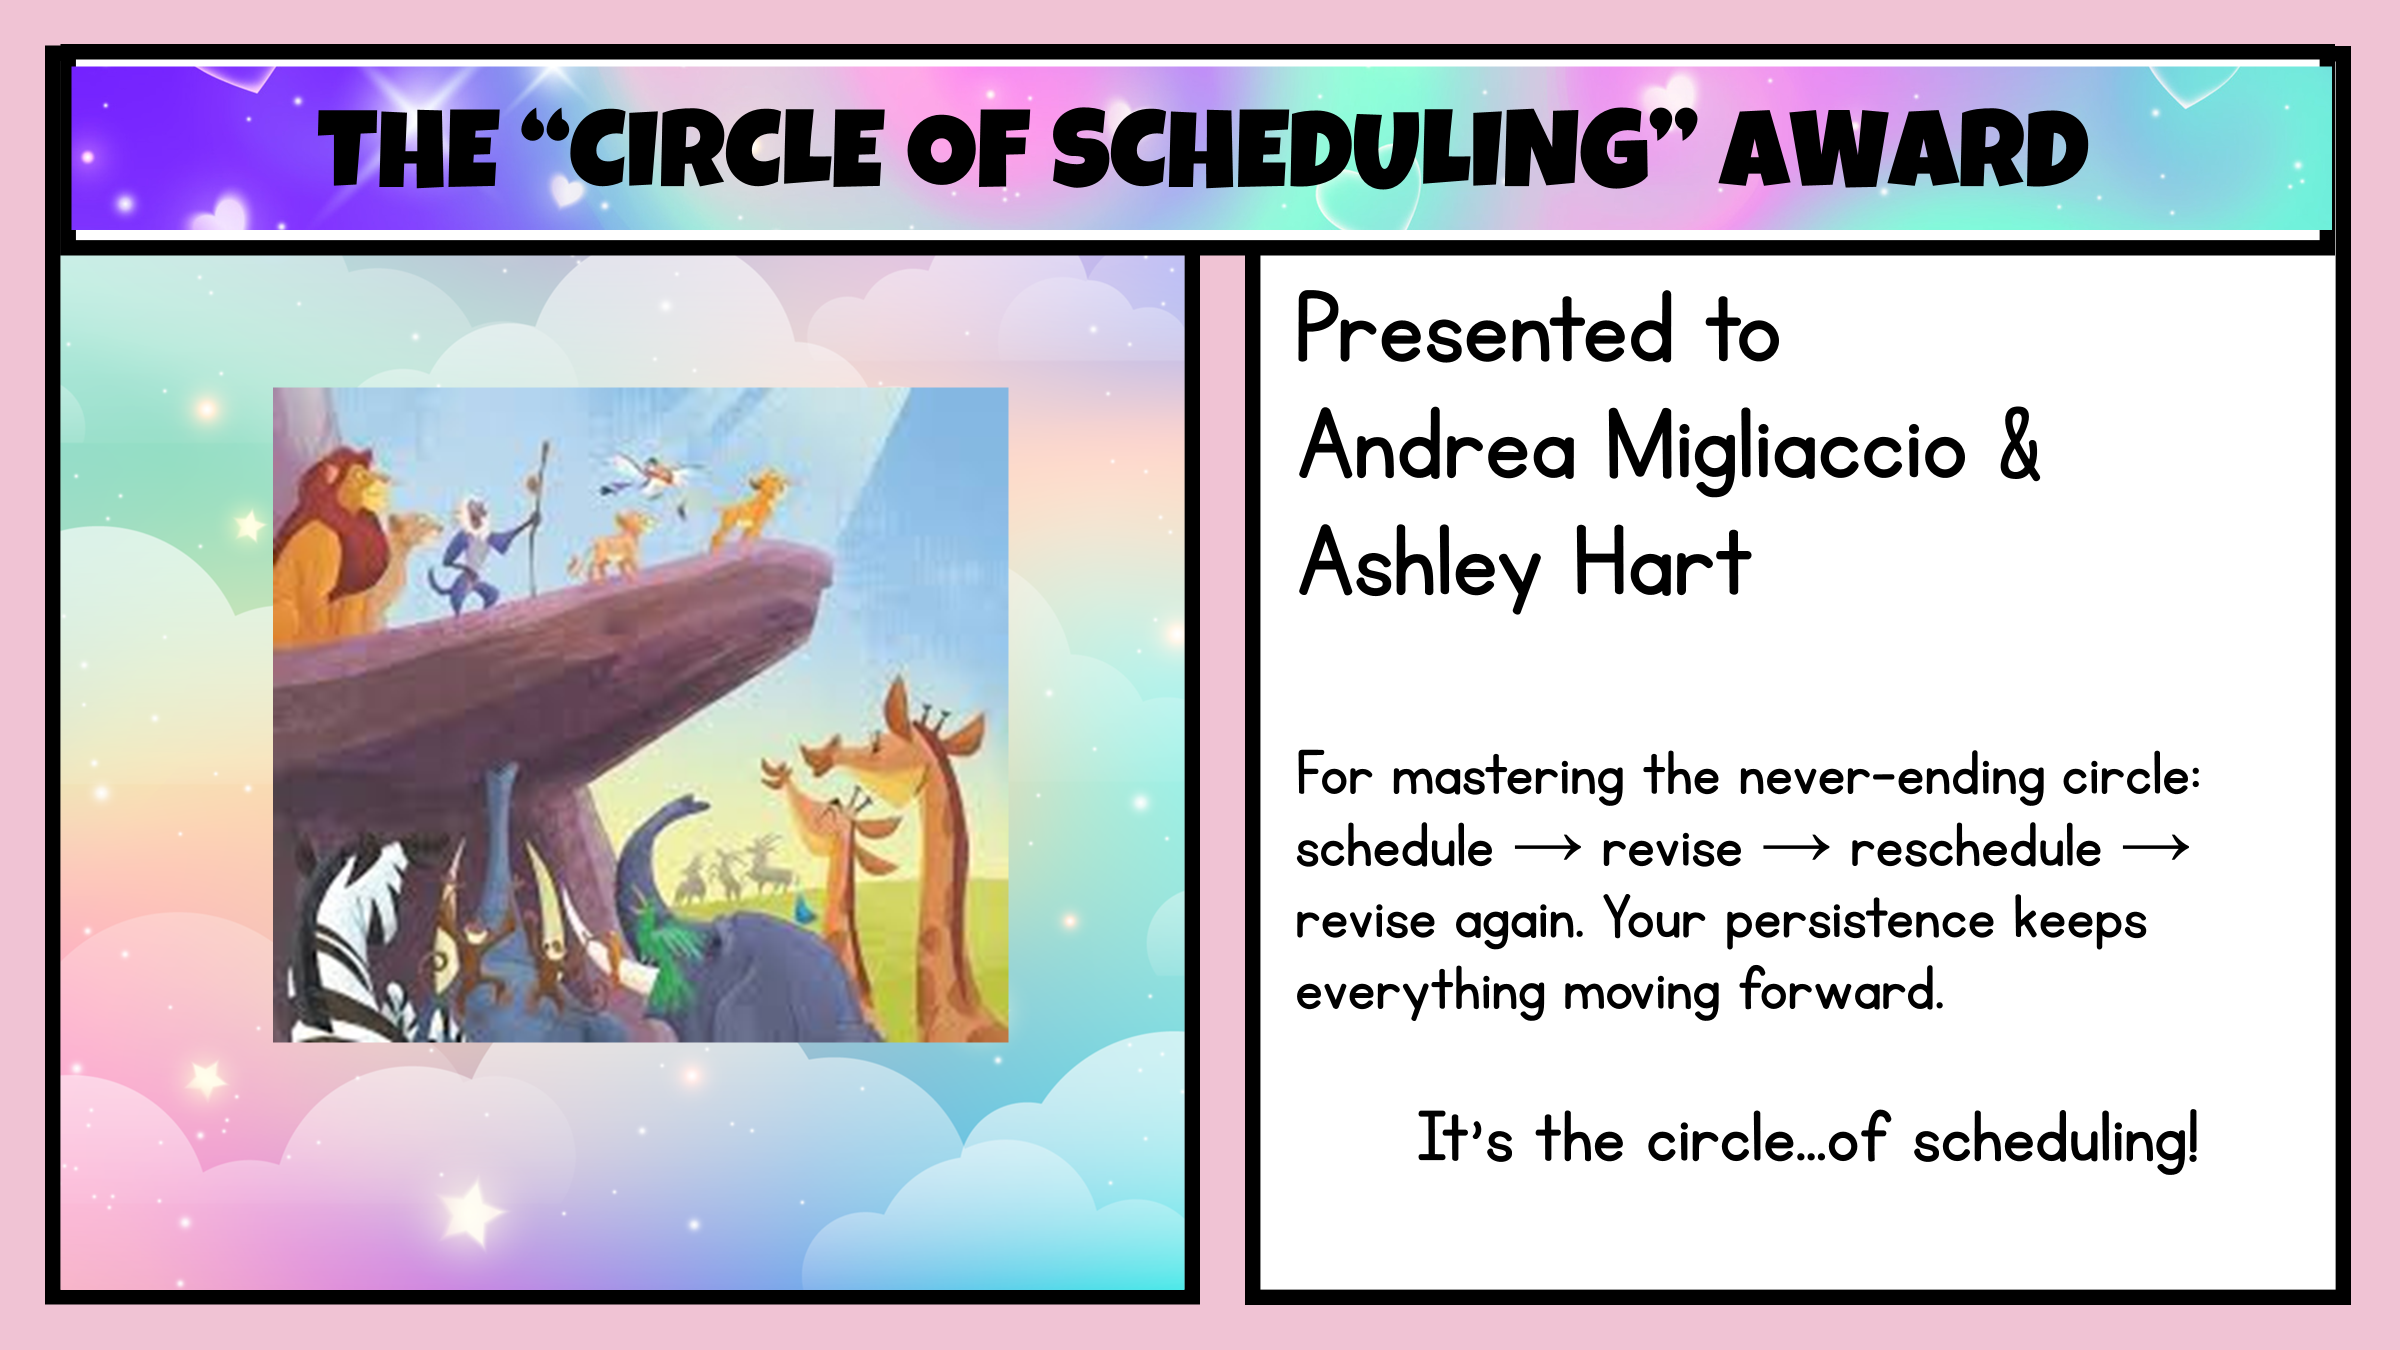 THE “CIRCLE OF SCHEDULING” AWARD
Presented to
Andrea Migliaccio &
Ashley Hart
For mastering the never-ending circle:
schedule → revise → reschedule →
revise again. Your persistence keeps
everything moving forward.
It’s the circle...of scheduling!